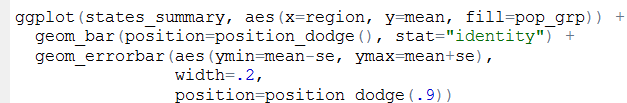 ggplot(states_summary, aes(x=region, y=mean, fill=pop_grp)) +
  geom_bar(position=position_dodge(), stat="identity") +
  geom_errorbar(aes(ymin=mean-se, ymax=mean+se),
                width=.2,
                position=position_dodge(.9))